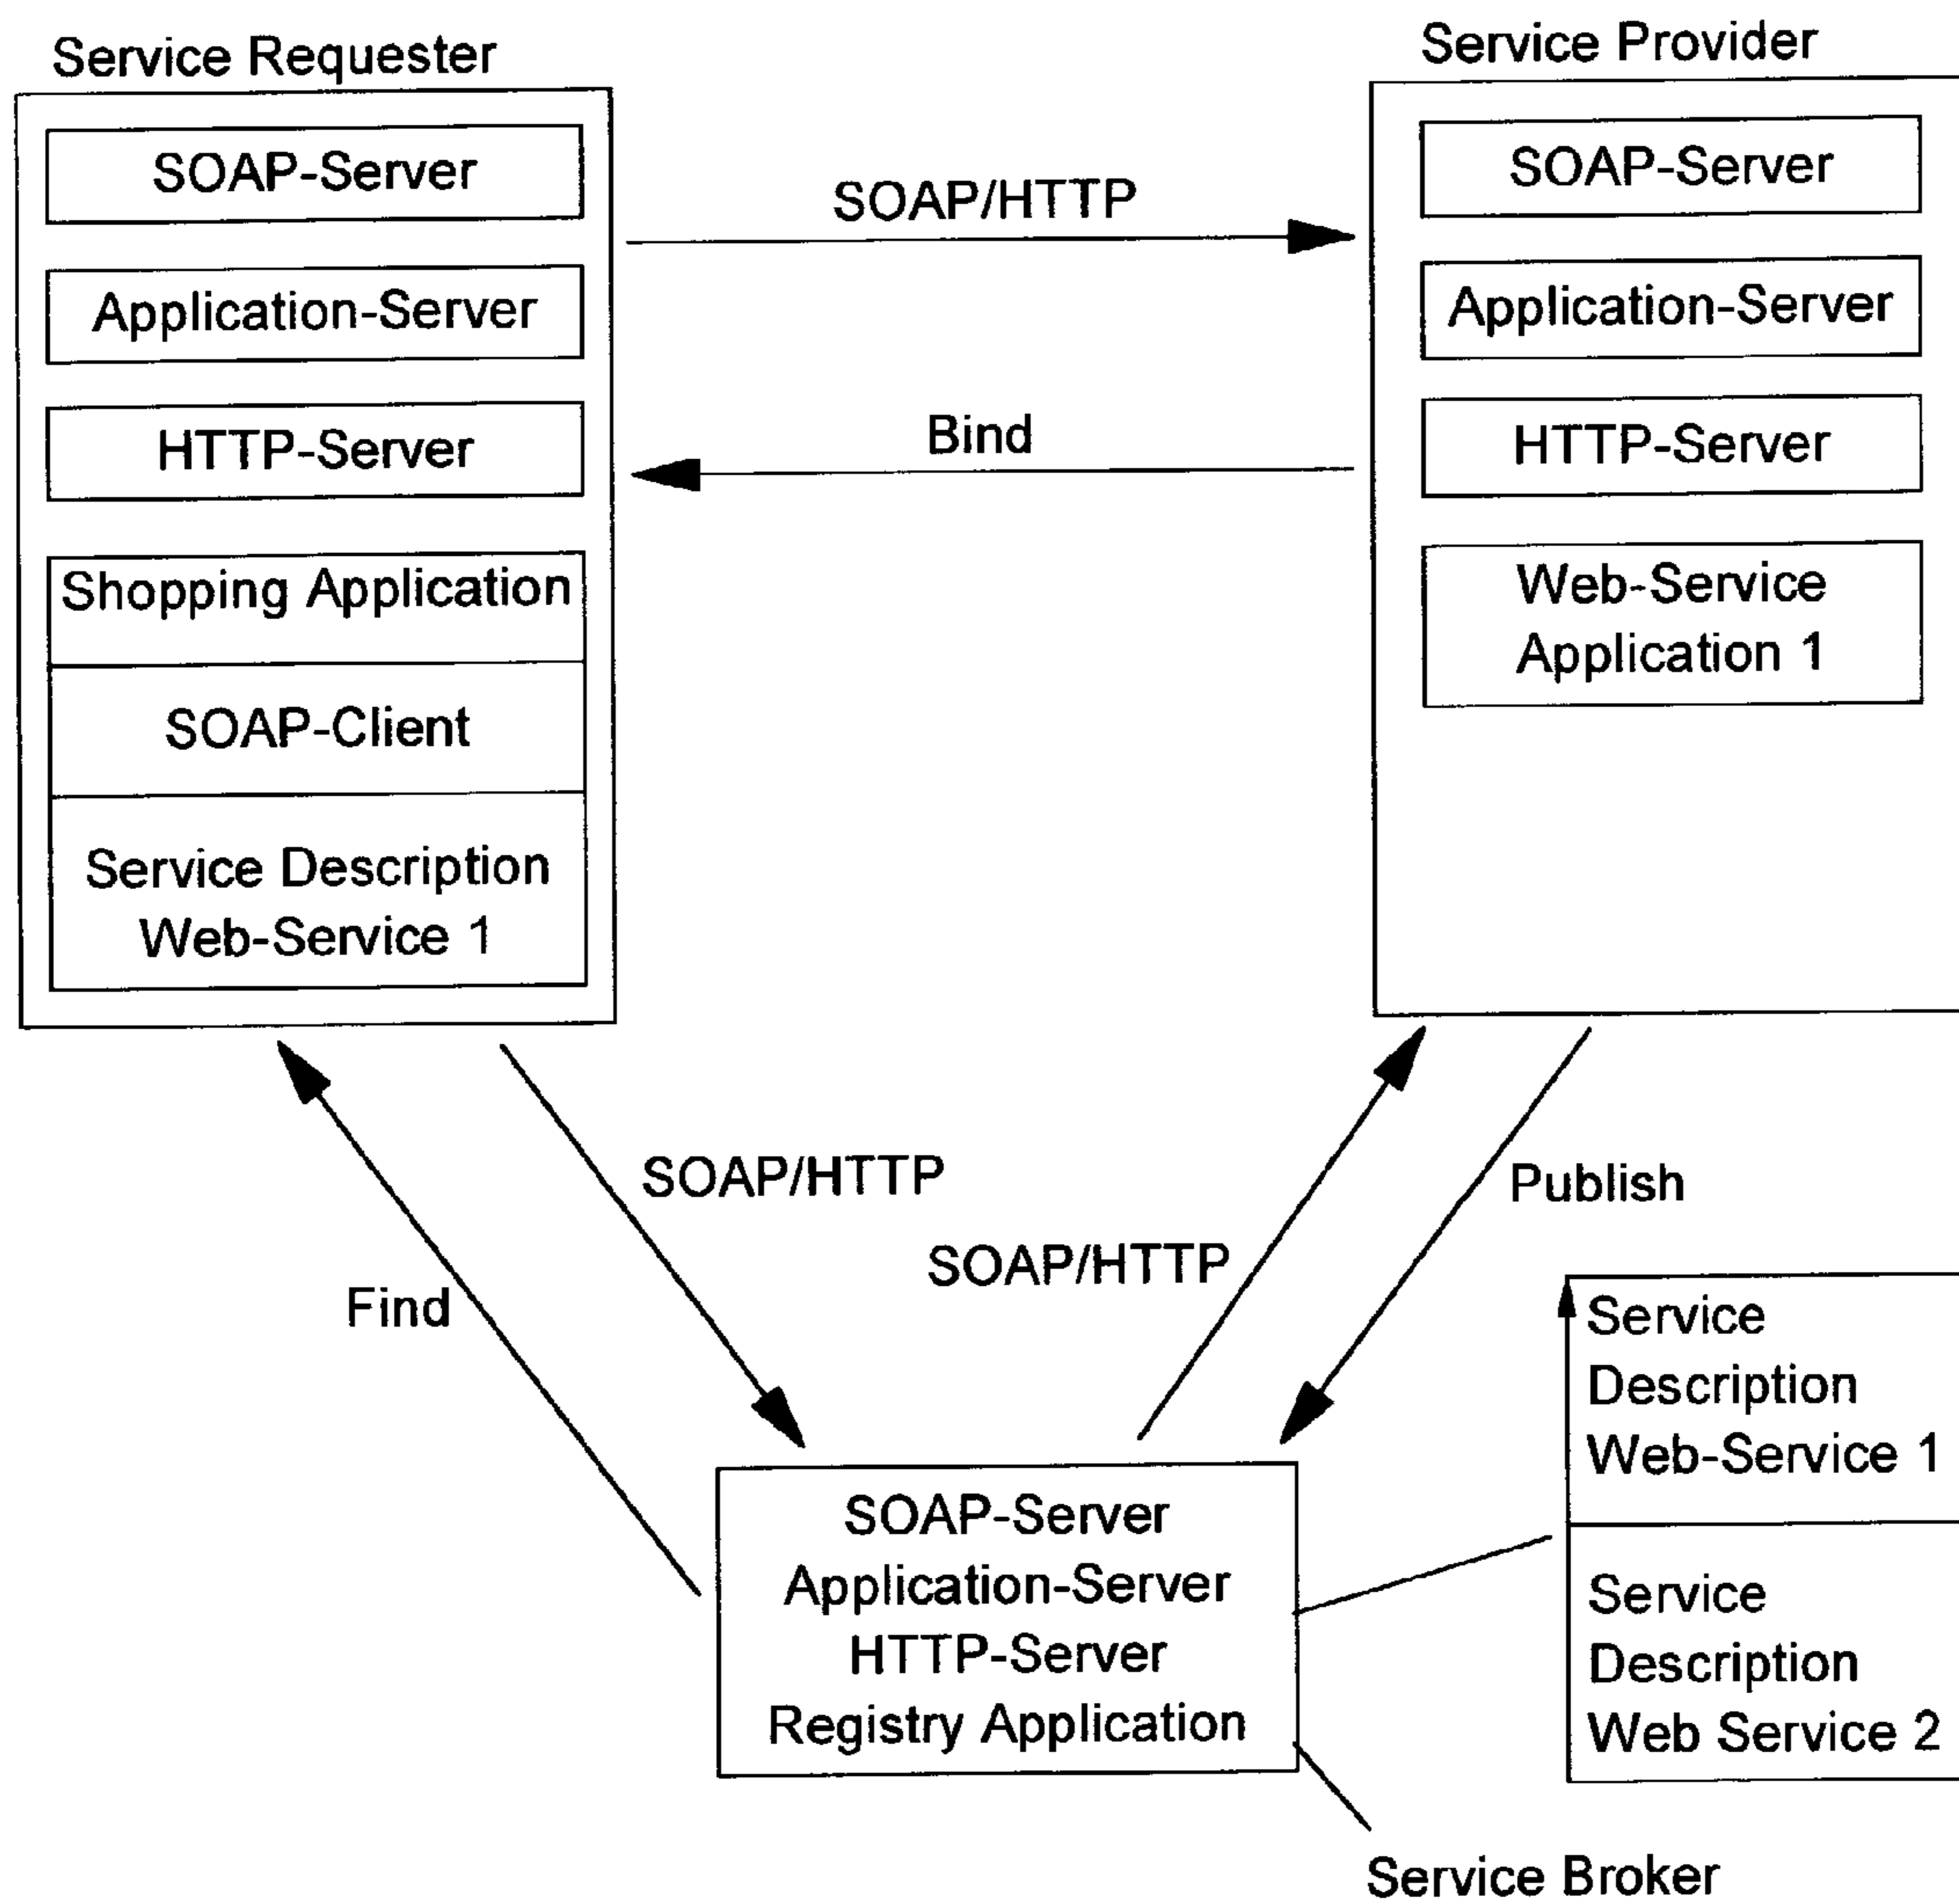 Service Requester
SOAP-Server
Application-Server
HTTP-Server
Shopping Application
SOAP-Client
Service Description
Web-Service 1
SOAP/HTTP
Bind
Service Provider
SOAP-Server
Application-Server
HTTP-Server
Web-Service
Application 1
SOAP/HTTP
Find
SOAP/HTTP
Publish
SOAP-Server
Application-Server
HTTP-Server
Registry Application
Service
Description
Web-Service 1
Service
Description
Web Service 2
Service Broker